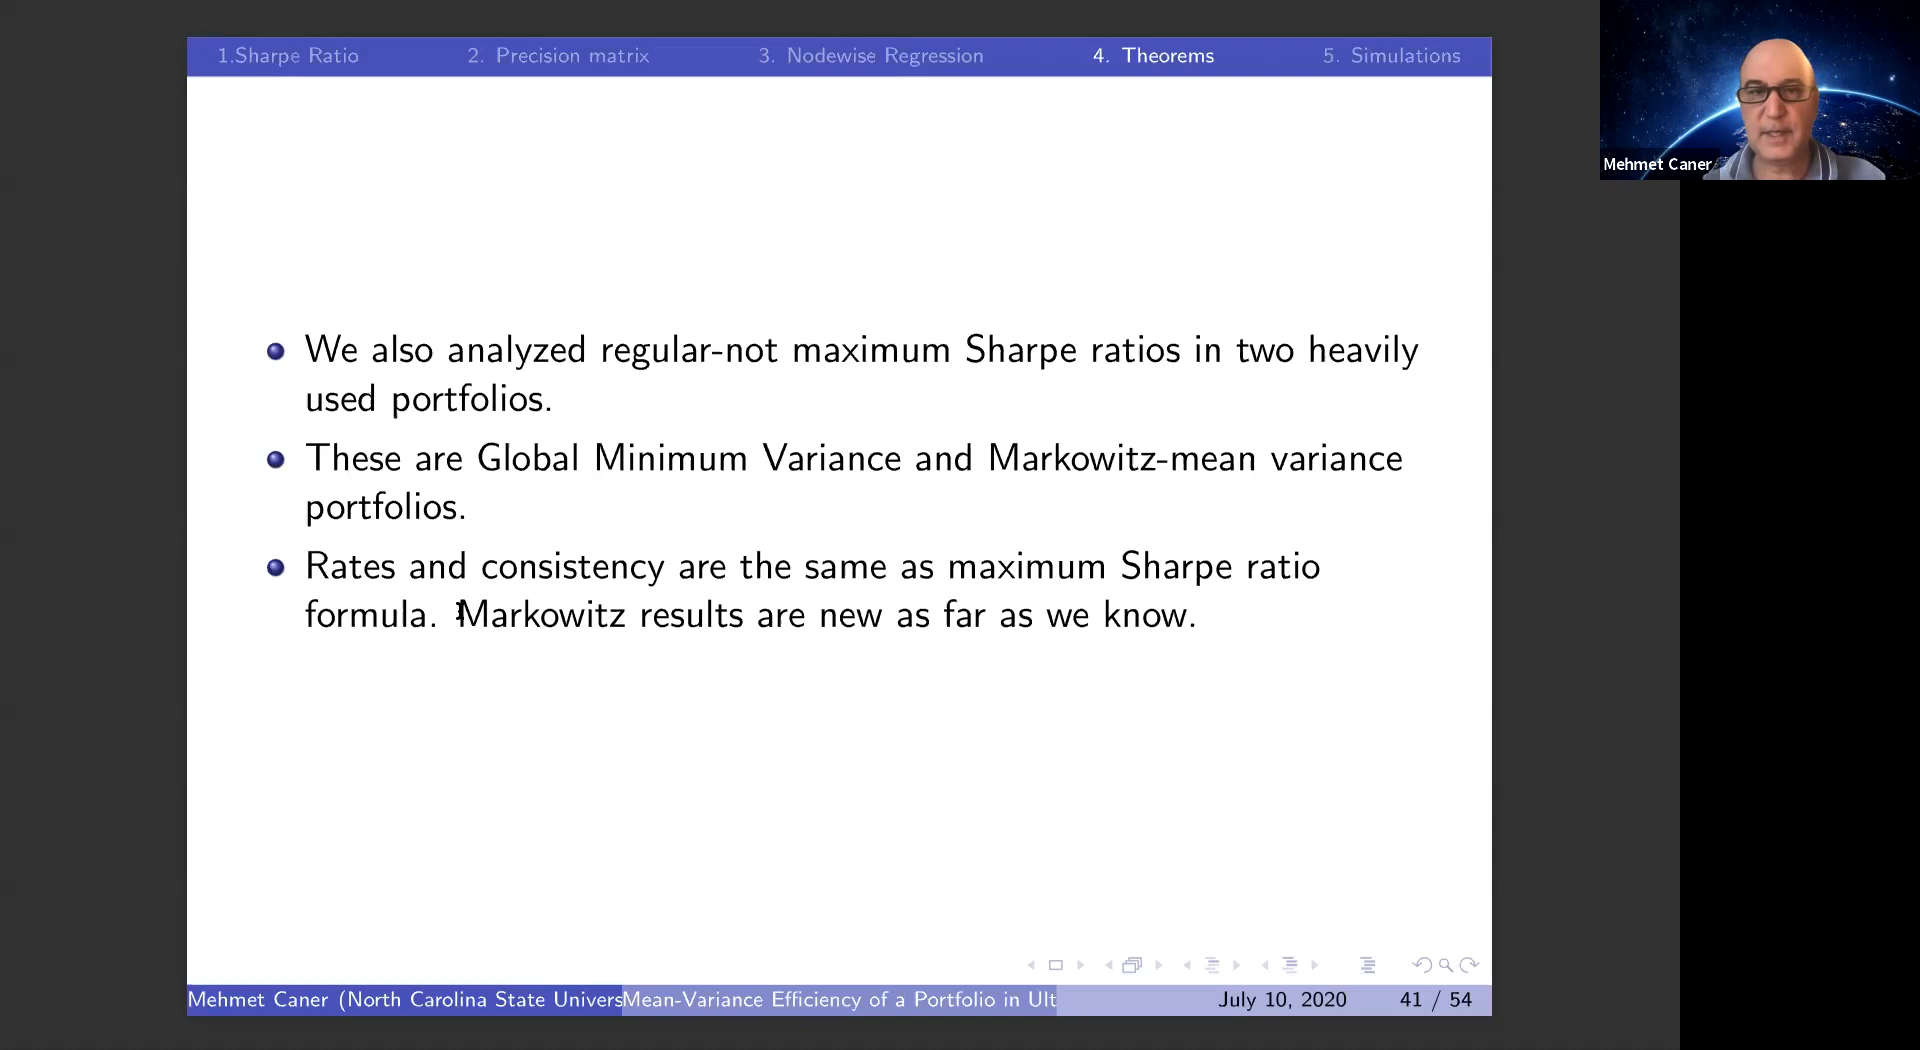 1.Sharpe Ratio 2. Precision matrix 3. Nodewise Regression 4. Theorems 5. Simulations
Mehmet Caner
We also analyzed regular-not maximum Sharpe ratios in two heavily
used portfolios.
These are Global Minimum Variance and Markowitz-mean variance
portfolios.
Rates and consistency are the same as maximum Sharpe ratio
formula. Markowitz results are new as far as we know.
Mehmet Caner (North Carolina State Univers Mean-Variance Efficiency of a Portfolio in Ult July 10, 2020 41 / 54